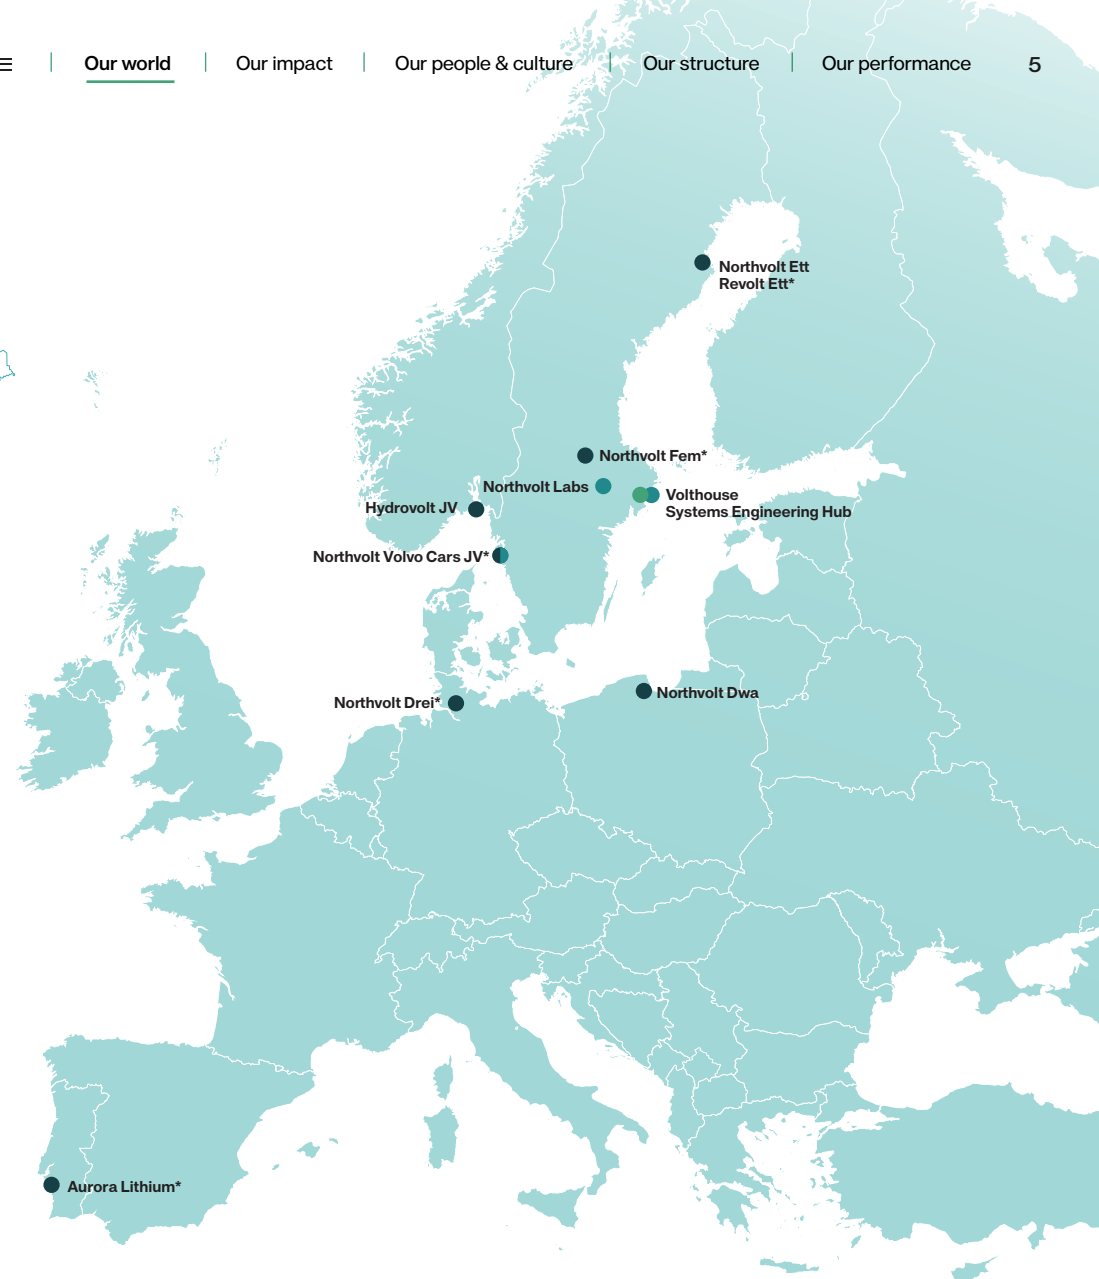 Our world
Our impact
Our people & culture
Our structure
Our performance
5
Northvolt Ett
Revolt Ett*
Northvolt Fem*
Northvolt Labs
Volthouse
Systems Engineering Hub
Hydrovolt JV
Northvolt Volvo Cars JV*
Northvolt Dwa
Northvolt Drei*
Aurora Lithium*